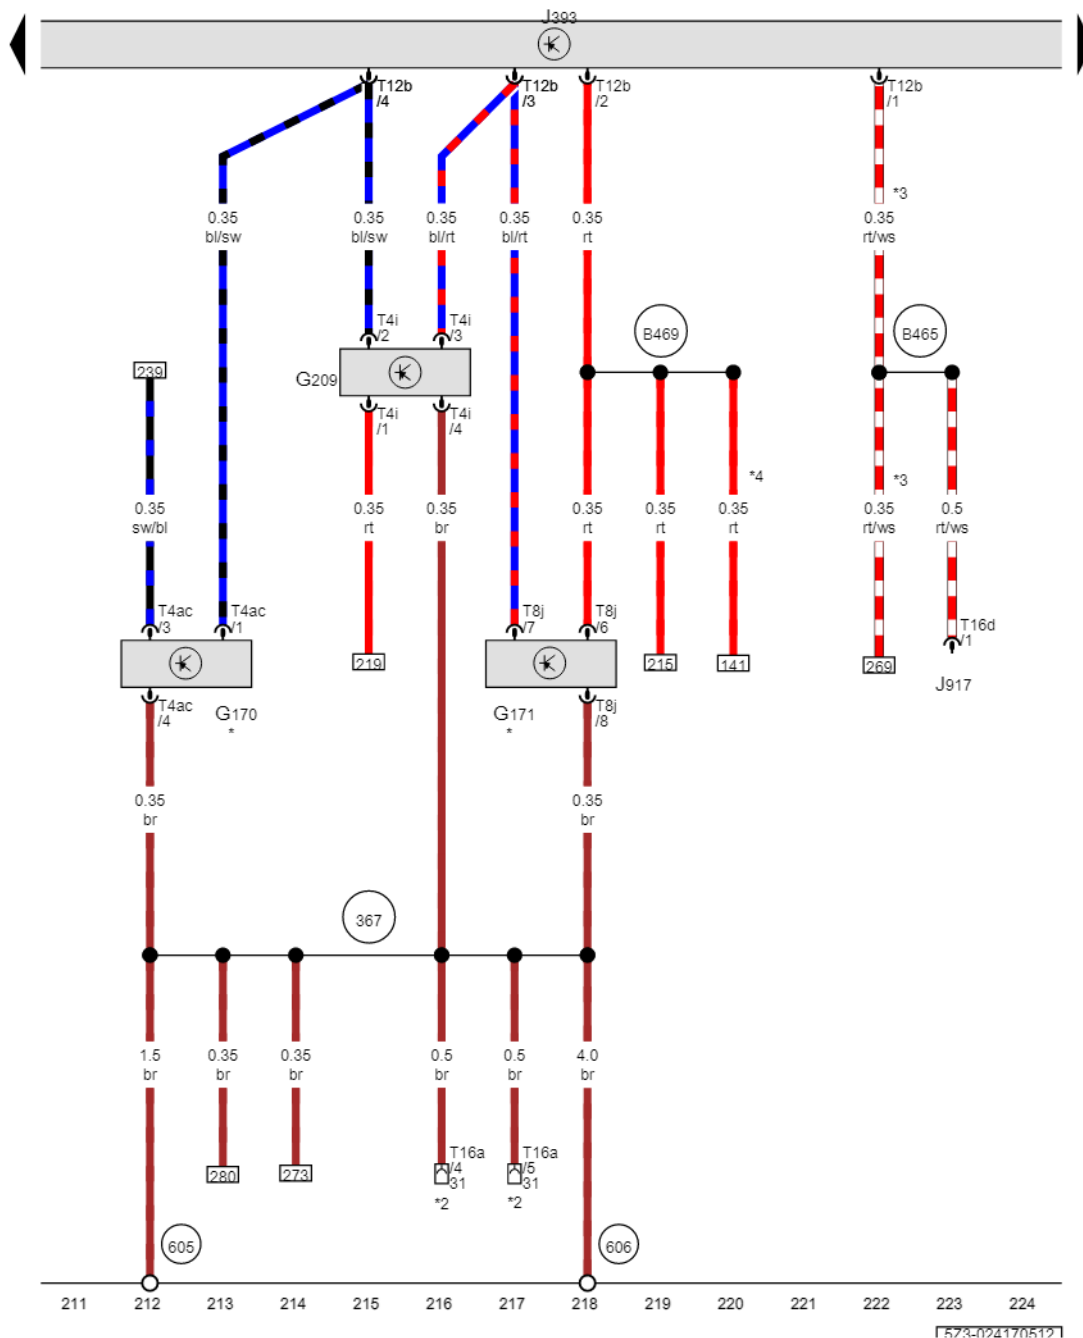 J393
T12b
/4
T12b
/3
T12b
/2
T12b
/1
*3
0.35
bl/sw
0.35
bl/sw
0.35
bl/rt
0.35
bl/rt
0.35
rt
0.35
rt/ws
T4i
/2
T4i
/3
B469
B465
239
G209
T4i
/1
T4i
/4
*4
*3
0.35
sw/bl
0.35
rt
0.35
br
0.35
rt
0.35
rt
0.35
rt
0.35
rt/ws
0.5
rt/ws
T4ac
/3
T4ac
/1
T8j
/7
T8j
/6
T16d
/1
219
215
141
269
J917
T4ac
/4
G170
*
G171
*
T8j
/8
0.35
br
0.35
br
367
1.5
br
0.35
br
0.35
br
0.5
br
0.5
br
4.0
br
280
273
T16a
/4
31
*2
T16a
/5
31
*2
605
606
211 212 213 214 215 216 217 218 219 220 221 222 223 224
573-024170512